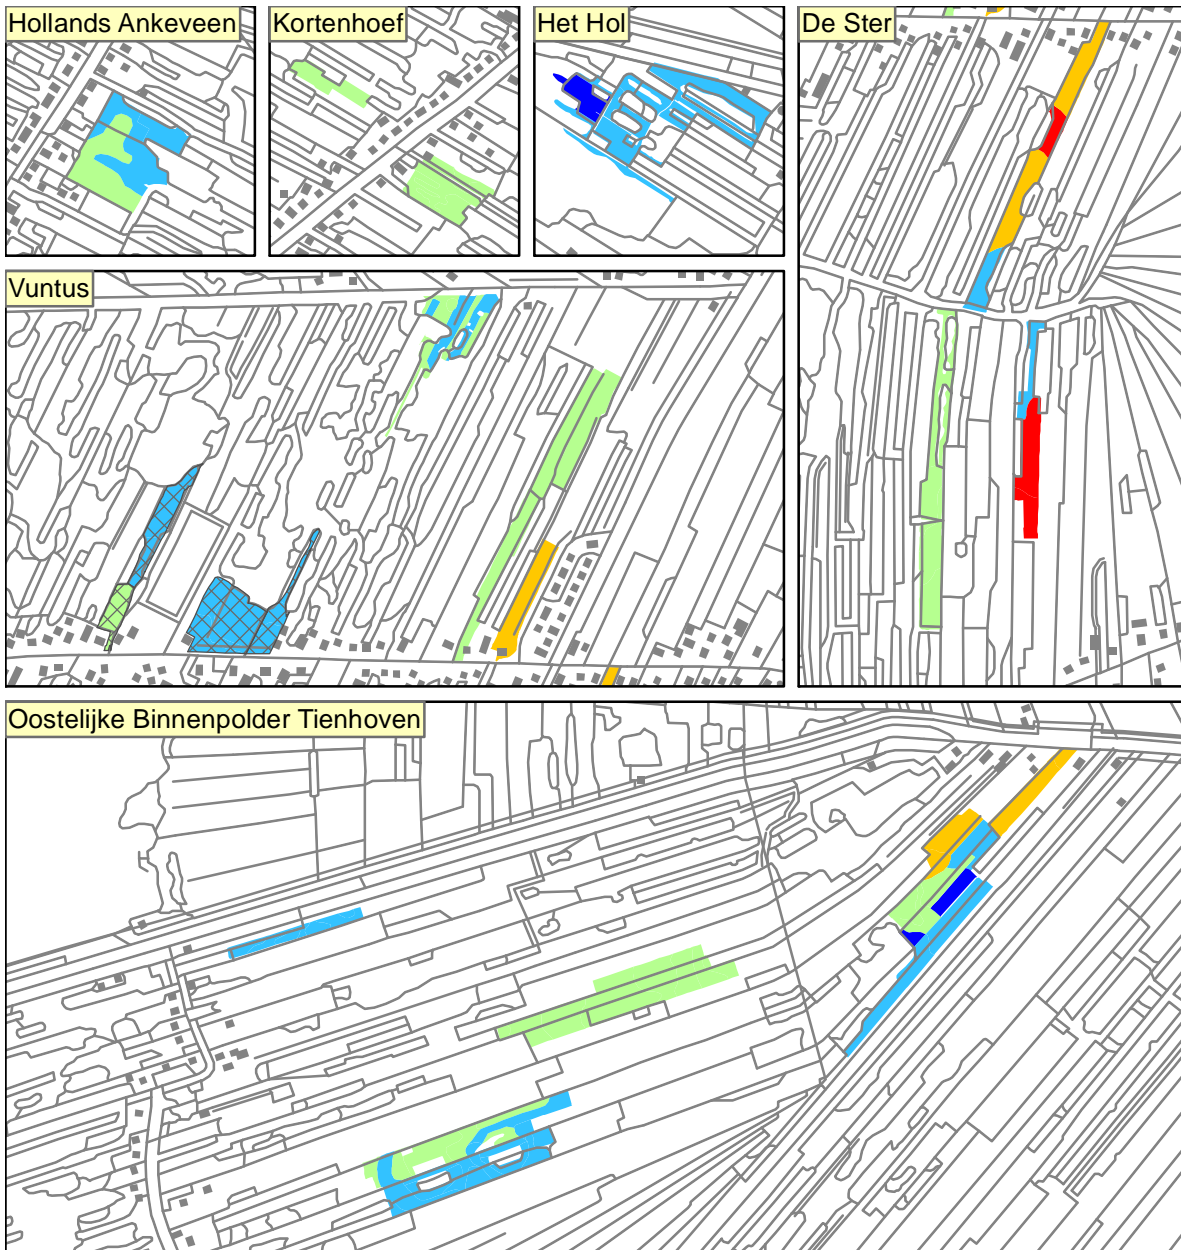 Hollands Ankeveen
Kortenhoef
Het Hol
De Ster
Vuntus
Oostelijke Binnenpolder Tienhoven